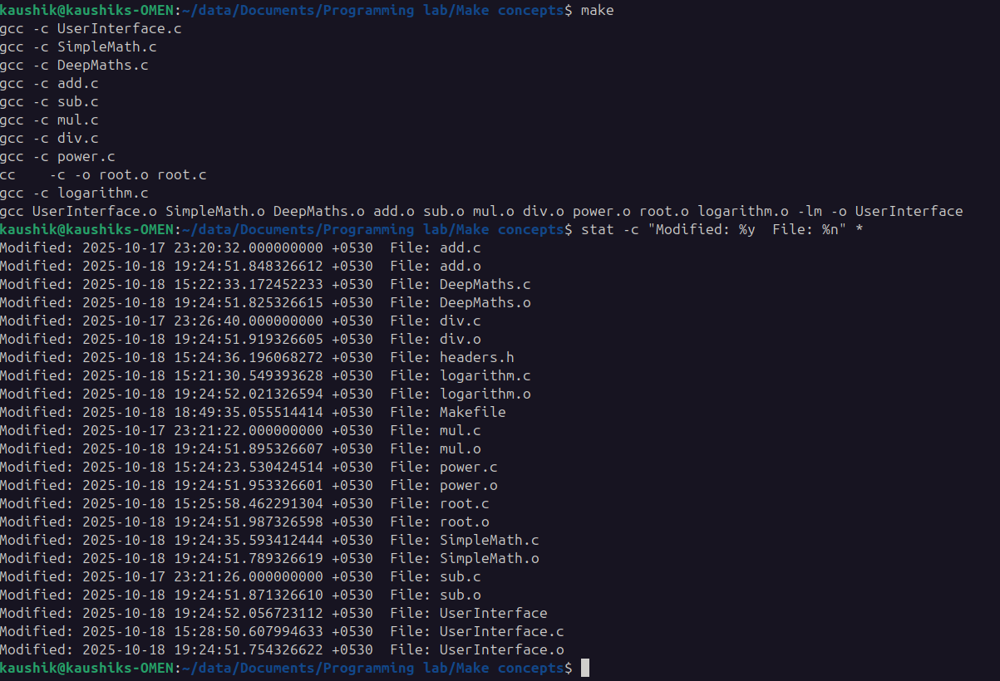 kaushik@kaushiks-OMEN:~/data/Documents/Programming lab/Make concepts$ make
gcc -c UserInterface.c
gcc -c SimpleMath.c
gcc -c DeepMaths.c
gcc -c add.c
gcc -c sub.c
gcc -c mul.c
gcc -c div.c
gcc -c power.c
cc    -c -o root.o root.c
gcc -c logarithm.c
gcc UserInterface.o SimpleMath.o DeepMaths.o add.o sub.o mul.o div.o power.o root.o logarithm.o -lm -o UserInterface
kaushik@kaushiks-OMEN:~/data/Documents/Programming lab/Make concepts$ stat -c "Modified: %y  File: %n" *
Modified: 2025-10-17 23:20:32.000000000 +0530  File: add.c
Modified: 2025-10-18 19:24:51.848326612 +0530  File: add.o
Modified: 2025-10-18 15:22:33.172452233 +0530  File: DeepMaths.c
Modified: 2025-10-18 19:24:51.825326615 +0530  File: DeepMaths.o
Modified: 2025-10-17 23:26:40.000000000 +0530  File: div.c
Modified: 2025-10-18 19:24:51.919326605 +0530  File: div.o
Modified: 2025-10-18 15:24:36.196068272 +0530  File: headers.h
Modified: 2025-10-18 15:21:30.549393628 +0530  File: logarithm.c
Modified: 2025-10-18 19:24:52.021326594 +0530  File: logarithm.o
Modified: 2025-10-18 18:49:35.055514414 +0530  File: Makefile
Modified: 2025-10-17 23:21:22.000000000 +0530  File: mul.c
Modified: 2025-10-18 19:24:51.895326607 +0530  File: mul.o
Modified: 2025-10-18 15:24:23.530424514 +0530  File: power.c
Modified: 2025-10-18 19:24:51.953326601 +0530  File: power.o
Modified: 2025-10-18 15:25:58.462291304 +0530  File: root.c
Modified: 2025-10-18 19:24:51.987326598 +0530  File: root.o
Modified: 2025-10-18 19:24:35.593412444 +0530  File: SimpleMath.c
Modified: 2025-10-18 19:24:51.789326619 +0530  File: SimpleMath.o
Modified: 2025-10-17 23:21:26.000000000 +0530  File: sub.c
Modified: 2025-10-18 19:24:51.871326610 +0530  File: sub.o
Modified: 2025-10-18 19:24:52.056723112 +0530  File: UserInterface
Modified: 2025-10-18 15:28:50.607994633 +0530  File: UserInterface.c
Modified: 2025-10-18 19:24:51.754326622 +0530  File: UserInterface.o
kaushik@kaushiks-OMEN:~/data/Documents/Programming lab/Make concepts$